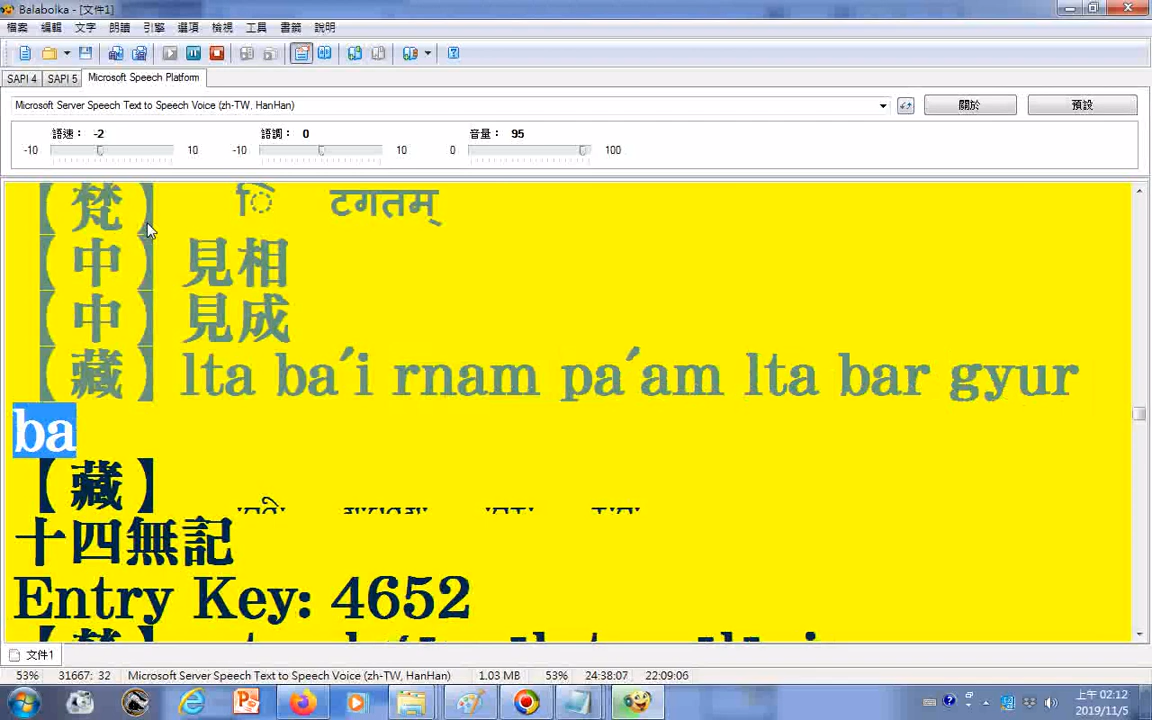 Balabolka - [文件1]
檔案 編輯 文字 朗讀 引擎 選項 檢視 工具 書籤 說明
SAPI 4 SAPI 5 Microsoft Speech Platform
Microsoft Server Speech Text to Speech Voice (zh-TW, HanHan) 關於 預設
語速： -2 語調： 0 音量： 95
-10 10 -10 10 0 100
【梵】 टगतम्
【中】見相
【中】見成
【藏】lta ba´i rnam pa´am lta bar gyur
ba
【藏】
十四無記
Entry Key: 4652
文件1
53% 31667: 32 Microsoft Server Speech Text to Speech Voice (zh-TW, HanHan) 1.03 MB 53% 24:38:07 22:09:06
上午 02:12
2019/11/5